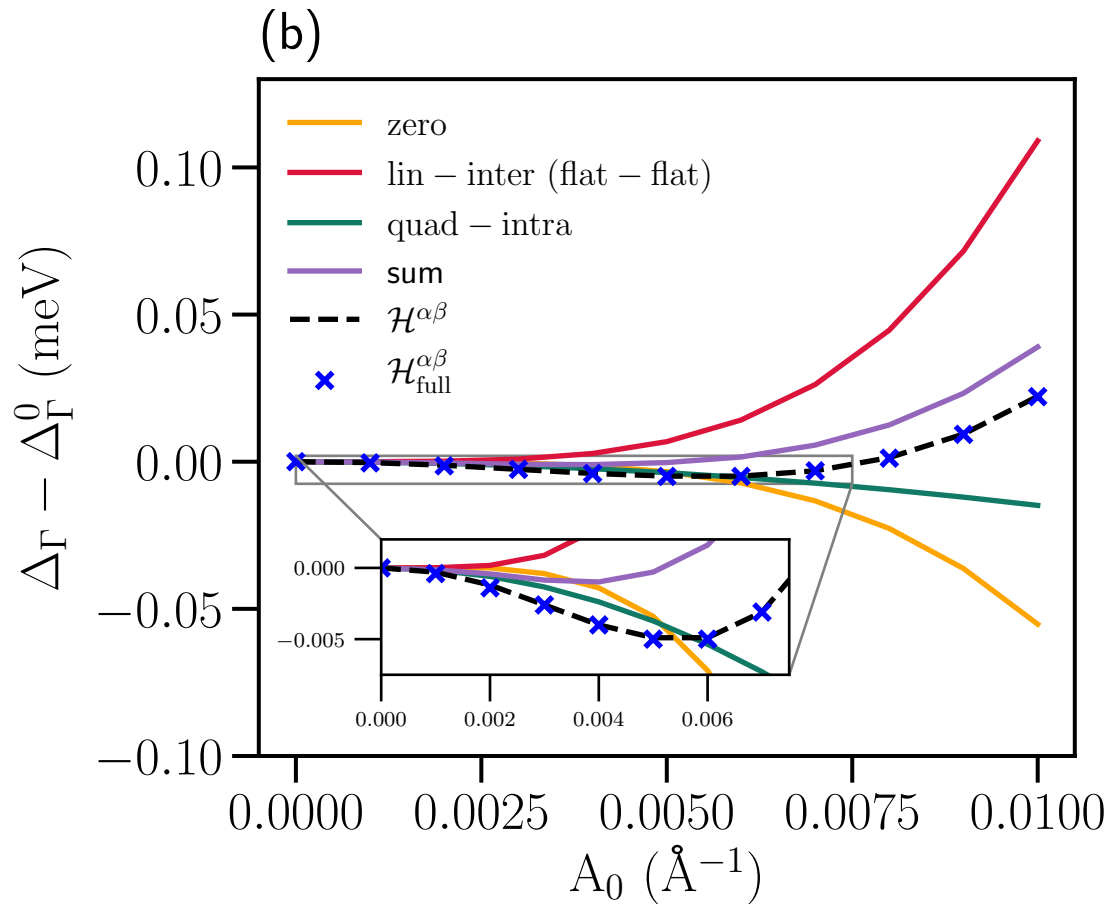 (b)
zero
lin − inter (flat − flat)
quad − intra
sum
ℋ^{αβ}
ℋ^{αβ}_{full}
0.10
0.05
0.00
−0.05
−0.10
Δ_Γ − Δ^0_Γ (meV)
0.000
−0.005
0.000
0.002
0.004
0.006
0.0000
0.0025
0.0050
0.0075
0.0100
A_0 (Å^{−1})